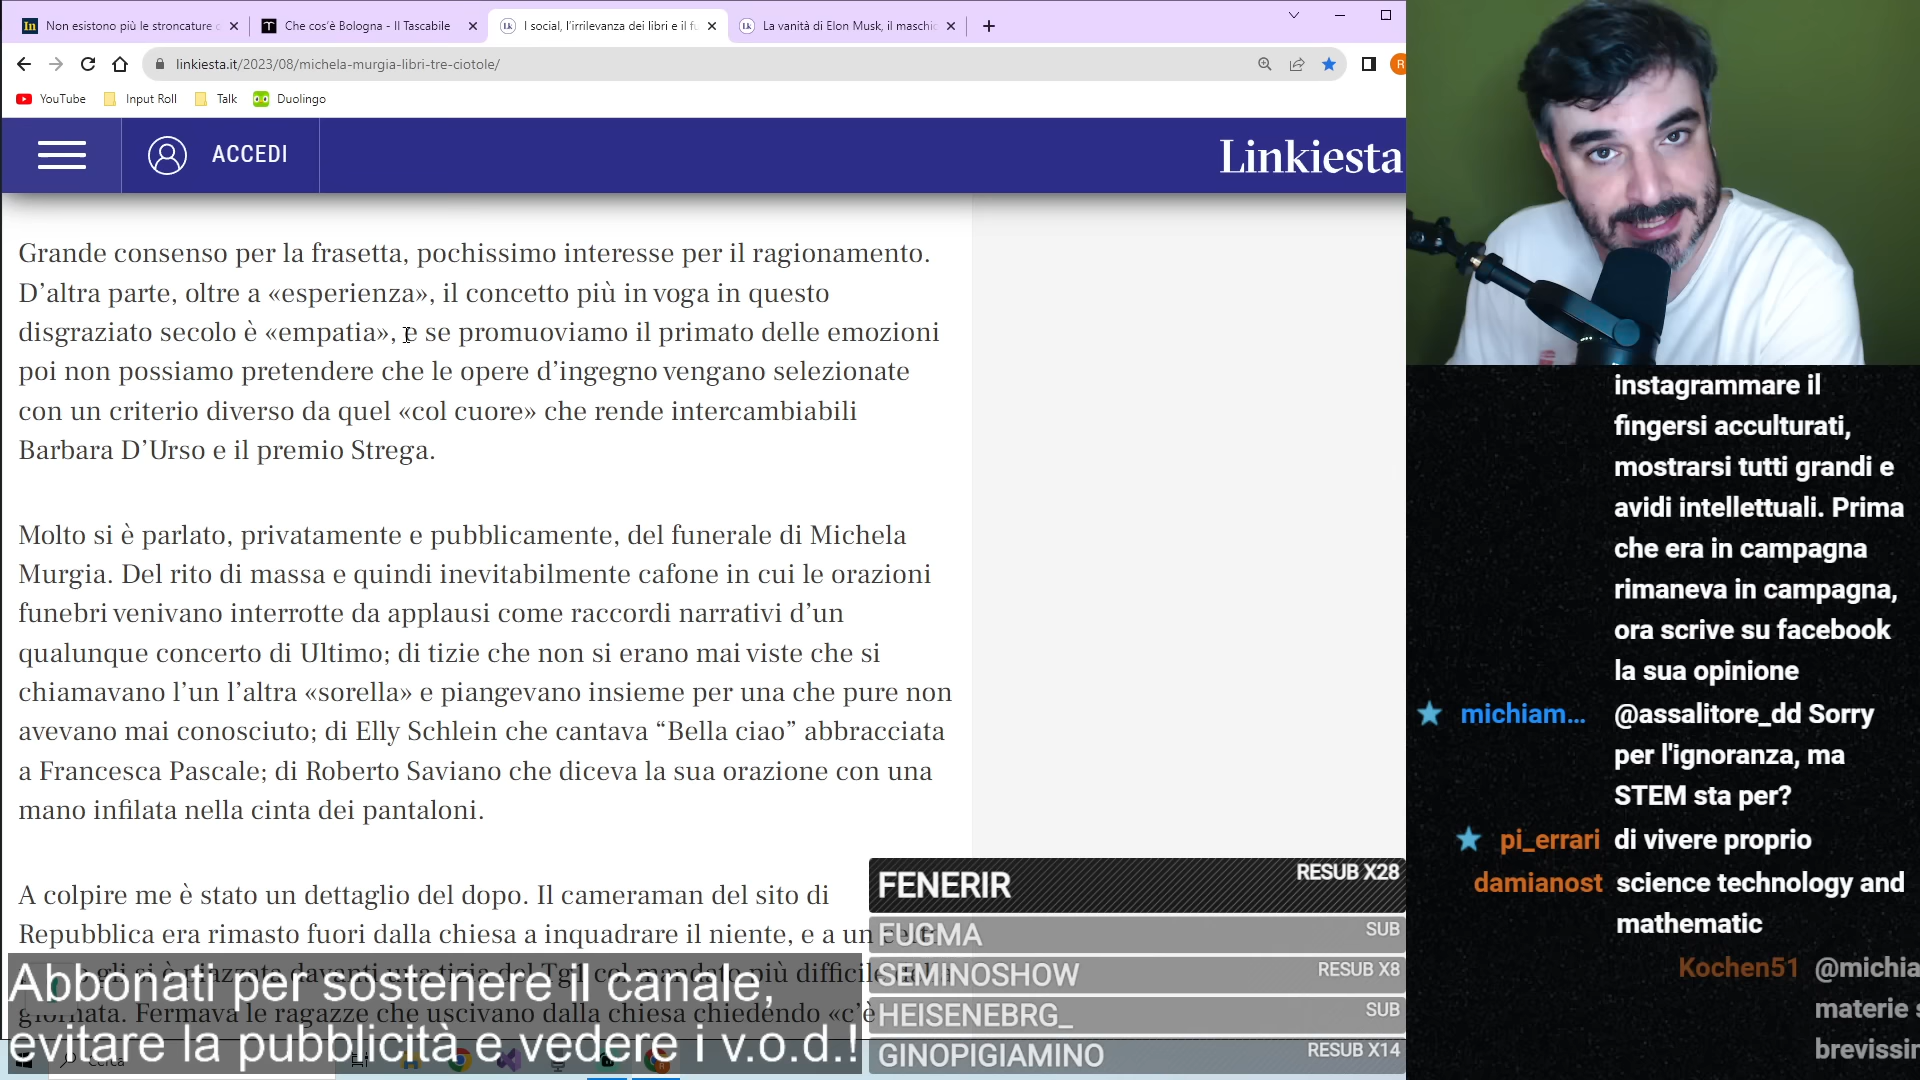 Non esistono più le stroncature
Che cos'è Bologna - Il Tascabile
I social, l'irrilevanza dei libri e il fu
La vanità di Elon Musk, il maschio
linkiesta.it/2023/08/michela-murgia-libri-tre-ciotole/
YouTube
Input Roll
Talk
Duolingo
ACCEDI
Linkiesta
Grande consenso per la frasetta, pochissimo interesse per il ragionamento.
D'altra parte, oltre a «esperienza», il concetto più in voga in questo
disgraziato secolo è «empatia», e se promuoviamo il primato delle emozioni
poi non possiamo pretendere che le opere d'ingegno vengano selezionate
con un criterio diverso da quel «col cuore» che rende intercambiabili
Barbara D'Urso e il premio Strega.
Molto si è parlato, privatamente e pubblicamente, del funerale di Michela
Murgia. Del rito di massa e quindi inevitabilmente cafone in cui le orazioni
funebri venivano interrotte da applausi come raccordi narrativi d'un
qualunque concerto di Ultimo; di tizie che non si erano mai viste che si
chiamavano l'un l'altra «sorella» e piangevano insieme per una che pure non
avevano mai conosciuto; di Elly Schlein che cantava “Bella ciao” abbracciata
a Francesca Pascale; di Roberto Saviano che diceva la sua orazione con una
mano infilata nella cinta dei pantaloni.
A colpire me è stato un dettaglio del dopo. Il cameraman del sito di
Repubblica era rimasto fuori dalla chiesa a inquadrare il niente, e a un
gli si è piazzata davanti una tizia del Tg1 col mandato più difficile
giornata. Fermava le ragazze che uscivano dalla chiesa chiedendo «c'è
Abbonati per sostenere il canale,
evitare la pubblicità e vedere i v.o.d.!
Cerca
FENERIR RESUB X28
FUGMA SUB
SEMINOSHOW RESUB X8
HEISENEBRG_ SUB
GINOPIGIAMINO RESUB X14
instagrammare il
fingersi acculturati,
mostrarsi tutti grandi e
avidi intellettuali. Prima
che era in campagna
rimaneva in campagna,
ora scrive su facebook
la sua opinione
michiam... @assalitore_dd Sorry
per l'ignoranza, ma
STEM sta per?
pi_errari di vivere proprio
damianost science technology and
mathematic
Kochen51 @michia
materie s
brevissin